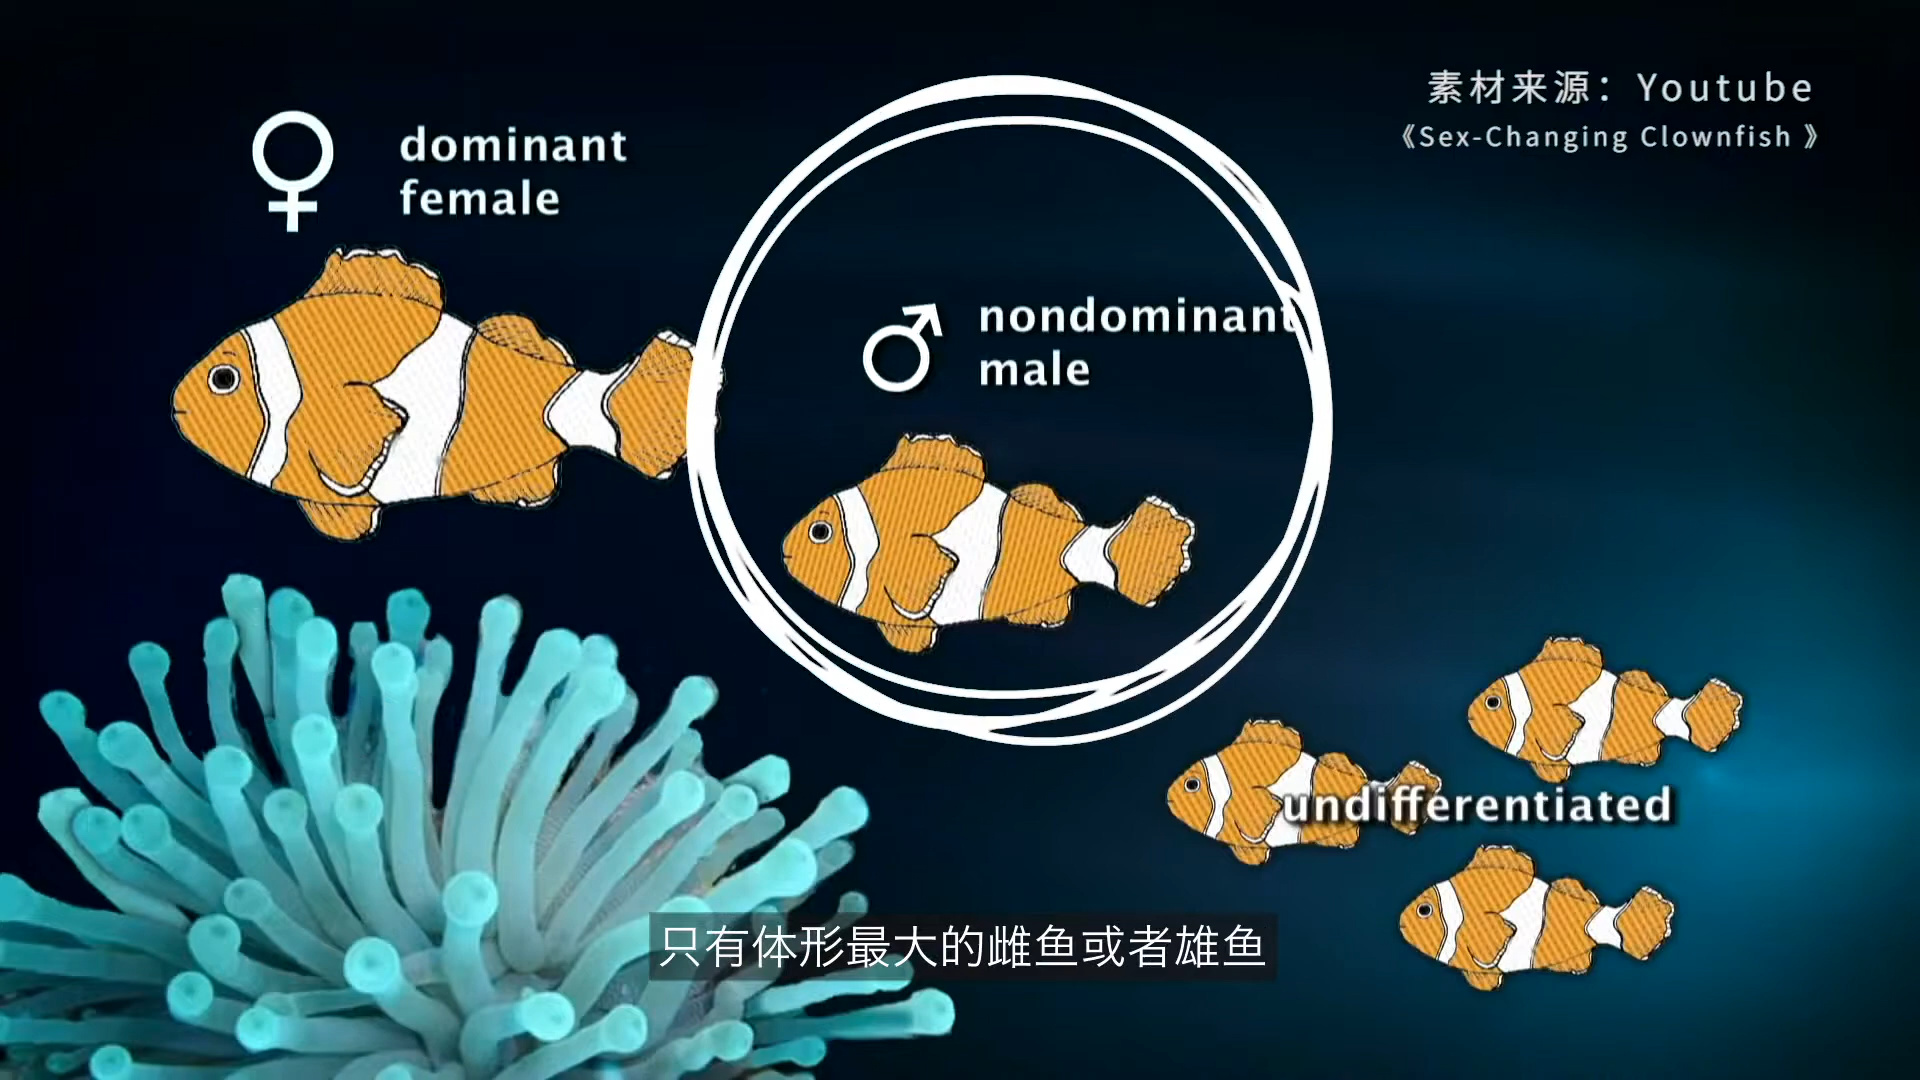 素材来源：Youtube
《Sex-Changing Clownfish 》
dominant
female
nondominant
male
undifferentiated
只有体形最大的雌鱼或者雄鱼